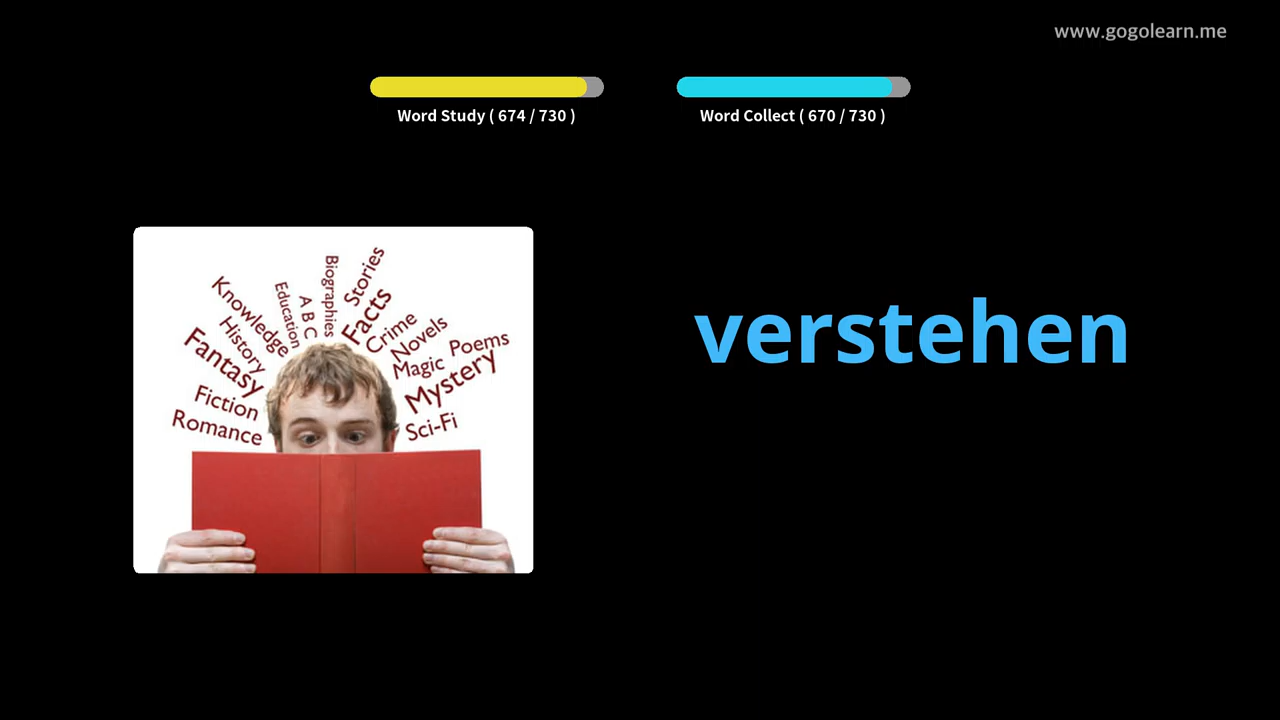 www.gogolearn.me
Word Study ( 674 / 730 )
Word Collect ( 670 / 730 )
Knowledge
Education
A B C
Biographies
Stories
Facts
Crime
Novels
Poems
History
Fantasy
Magic
Mystery
Fiction
Romance
Sci-Fi
verstehen